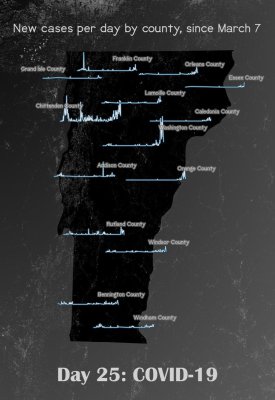 New cases per day by county, since March 7
Franklin County
Grand Isle County
Orleans County
Essex County
Lamoille County
Chittenden County
Caledonia County
Washington County
Addison County
Orange County
Rutland County
Windsor County
Bennington County
Windham County
Day 25: COVID-19